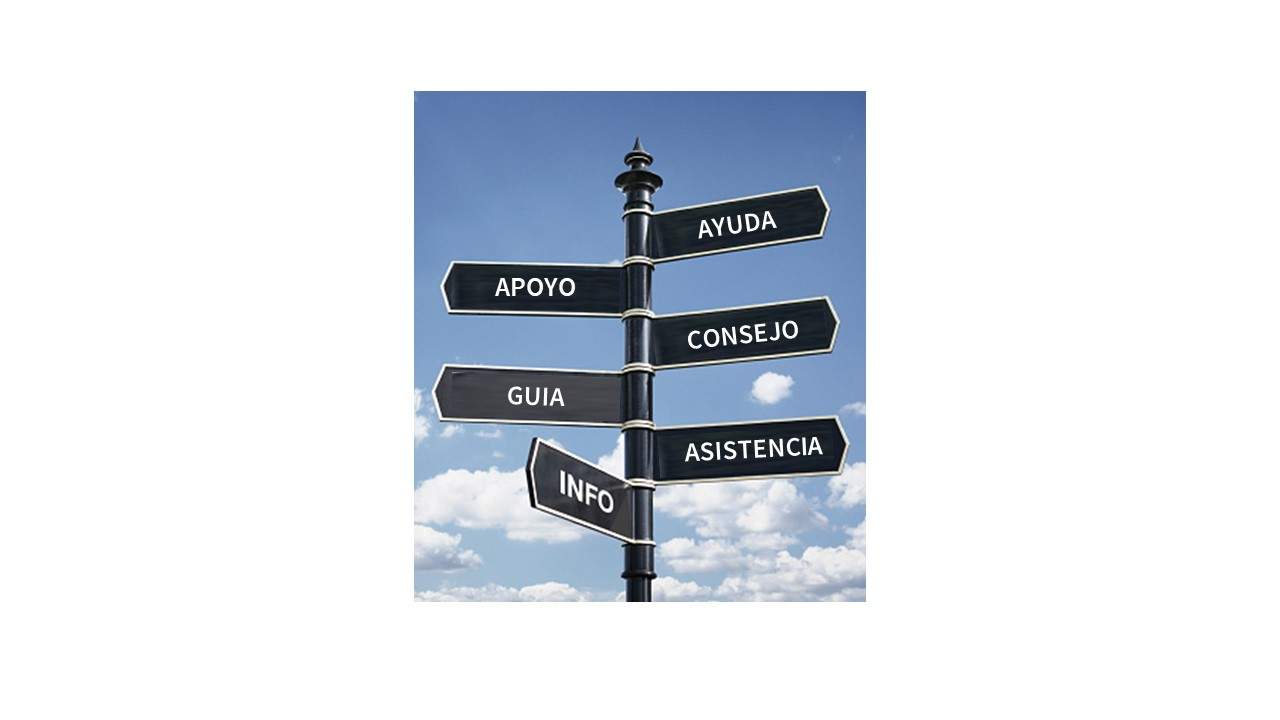 AYUDA
APOYO
CONSEJO
GUIA
ASISTENCIA
INFO